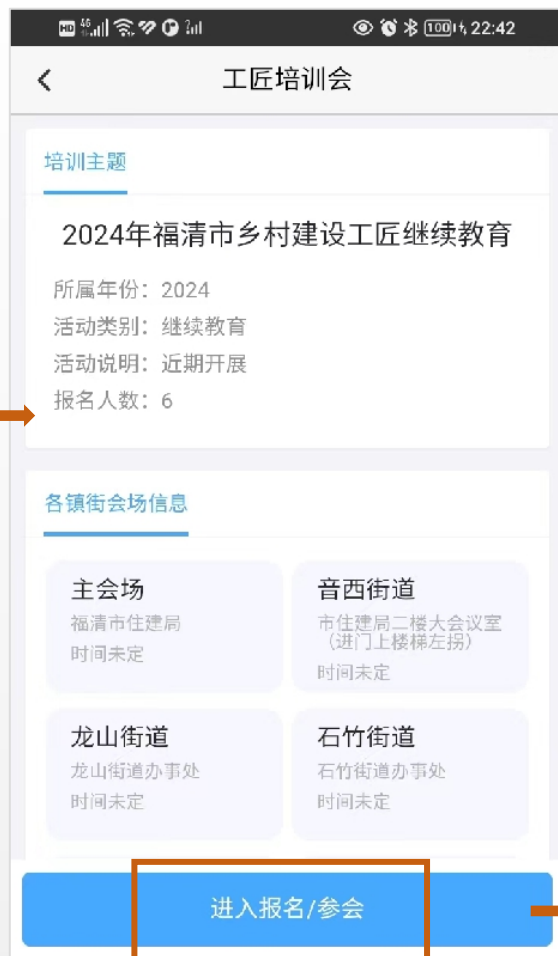 HD 46 100 22:42
工匠培训会
培训主题
2024年福清市乡村建设工匠继续教育
所属年份：2024
活动类别：继续教育
活动说明：近期开展
报名人数：6
各镇街会场信息
主会场
福清市住建局
时间未定
音西街道
市住建局二楼大会议室
（进门上楼梯左拐）
时间未定
龙山街道
龙山街道办事处
时间未定
石竹街道
石竹街道办事处
时间未定
进入报名/参会